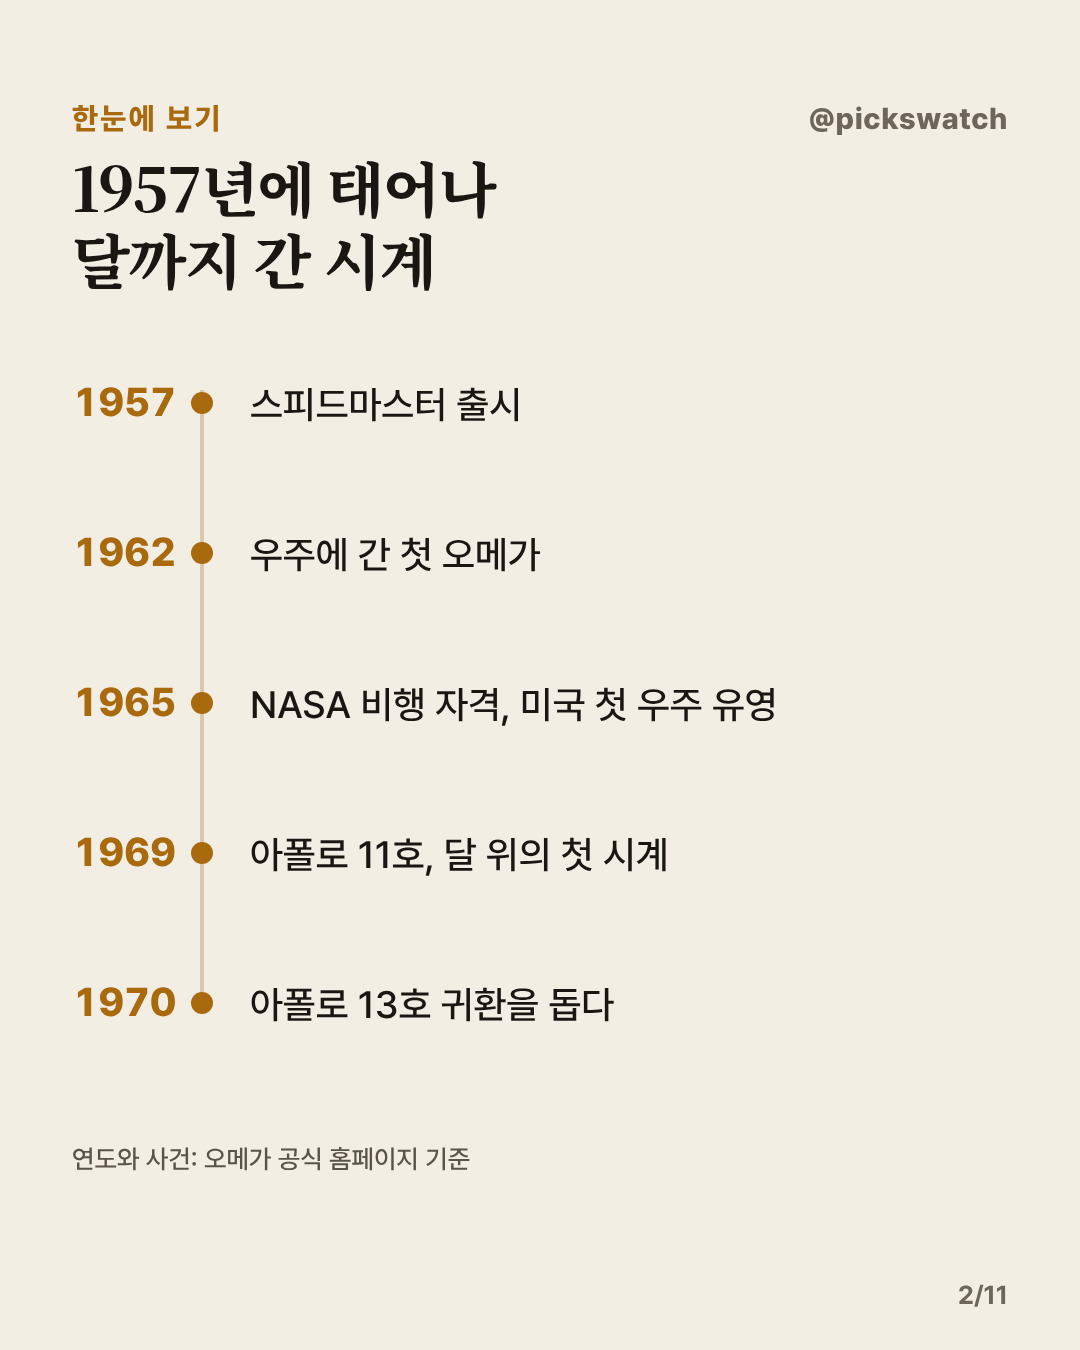 한눈에 보기
@pickswatch
1957년에 태어나
달까지 간 시계
1957 스피드마스터 출시
1962 우주에 간 첫 오메가
1965 NASA 비행 자격, 미국 첫 우주 유영
1969 아폴로 11호, 달 위의 첫 시계
1970 아폴로 13호 귀환을 돕다
연도와 사건: 오메가 공식 홈페이지 기준
2/11